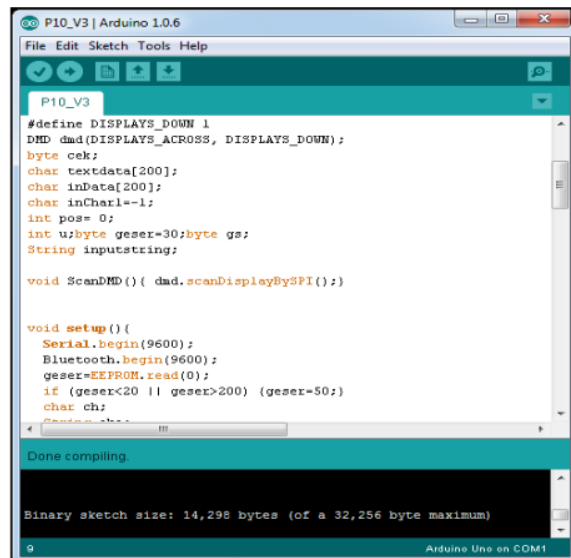 P10_V3 | Arduino 1.0.6
File Edit Sketch Tools Help
P10_V3
#define DISPLAYS_DOWN 1
DMD dmd(DISPLAYS_ACROSS, DISPLAYS_DOWN);
byte cek;
char textdata[200];
char inData[200];
char inChar1=-1;
int pos= 0;
int u;byte geser=30;byte gs;
String inputstring;
void ScanDMD(){ dmd.scanDisplayBySPI();}
void setup(){
Serial.begin(9600);
Bluetooth.begin(9600);
geser=EEPROM.read(0);
if (geser<20 || geser>200) {geser=50;}
char ch;
Done compiling.
Binary sketch size: 14,298 bytes (of a 32,256 byte maximum)
9
Arduino Uno on COM1